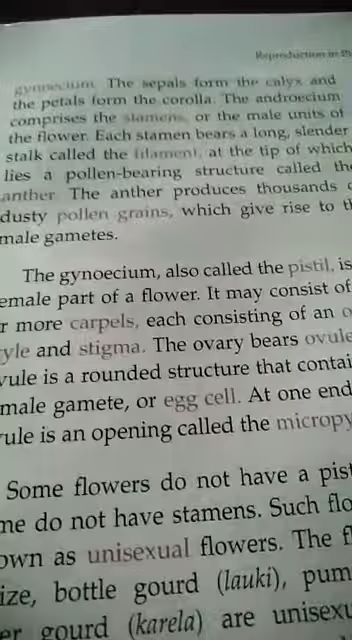 Reproduction in
gynoecium. The sepals form the calyx and
the petals form the corolla. The androecium
comprises the stamens, or the male units of
the flower. Each stamen bears a long, slender
stalk called the filament, at the tip of which
lies a pollen-bearing structure called the
anther. The anther produces thousands
dusty pollen grains, which give rise to
male gametes.
The gynoecium, also called the pistil, is
emale part of a flower. It may consist of
r more carpels, each consisting of an o
yle and stigma. The ovary bears ovule
vule is a rounded structure that contai
male gamete, or egg cell. At one end
ule is an opening called the micropy
Some flowers do not have a pist
me do not have stamens. Such flo
own as unisexual flowers. The f
ize, bottle gourd (lauki), pum
er gourd (karela) are unisexu